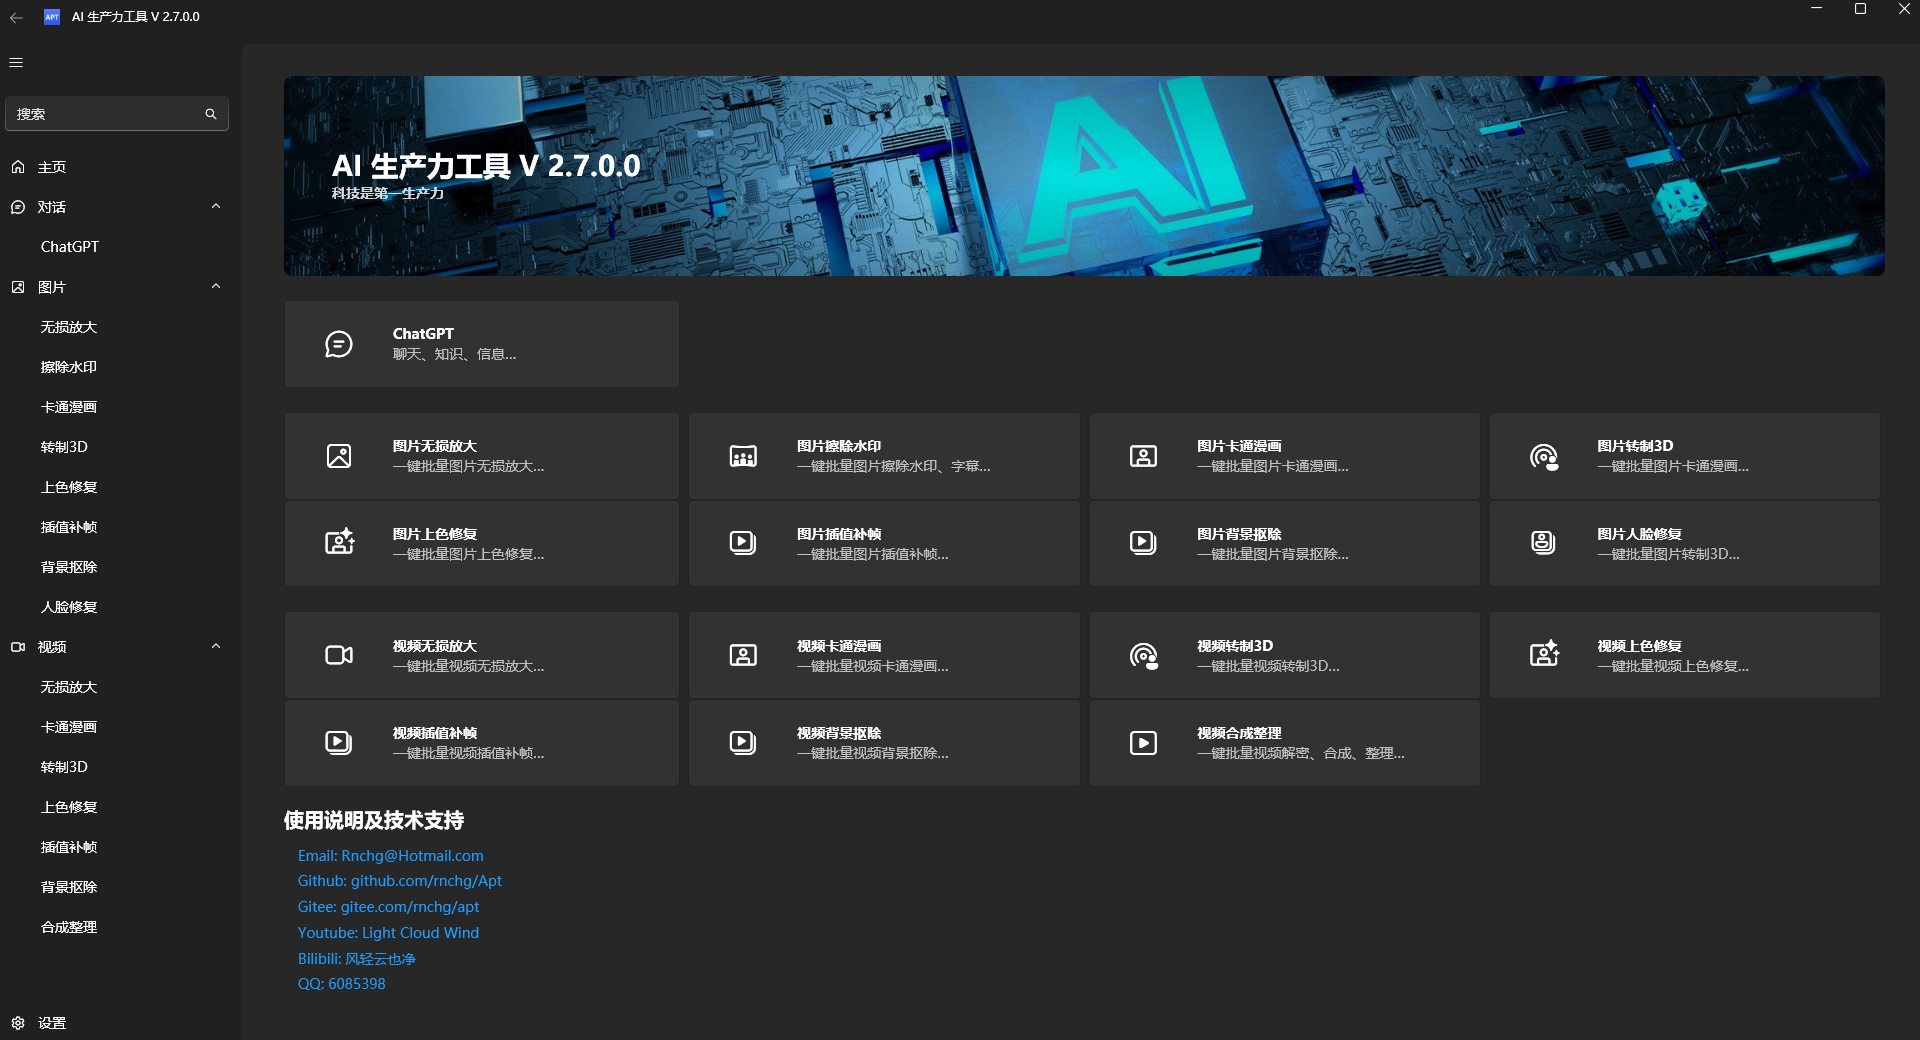 APT AI 生产力工具 V 2.7.0.0
搜索
主页
对话
ChatGPT
图片
无损放大
擦除水印
卡通漫画
转制3D
上色修复
插值补帧
背景抠除
人脸修复
视频
无损放大
卡通漫画
转制3D
上色修复
插值补帧
背景抠除
合成整理
设置
AI 生产力工具 V 2.7.0.0
科技是第一生产力
AI
ChatGPT
聊天、知识、信息...
图片无损放大
一键批量图片无损放大...
图片擦除水印
一键批量图片擦除水印、字幕...
图片卡通漫画
一键批量图片卡通漫画...
图片转制3D
一键批量图片卡通漫画...
图片上色修复
一键批量图片上色修复...
图片插值补帧
一键批量图片插值补帧...
图片背景抠除
一键批量图片背景抠除...
图片人脸修复
一键批量图片转制3D...
视频无损放大
一键批量视频无损放大...
视频卡通漫画
一键批量视频卡通漫画...
视频转制3D
一键批量视频转制3D...
视频上色修复
一键批量视频上色修复...
视频插值补帧
一键批量视频插值补帧...
视频背景抠除
一键批量视频背景抠除...
视频合成整理
一键批量视频解密、合成、整理...
使用说明及技术支持
Email: Rnchg@Hotmail.com
Github: github.com/rnchg/Apt
Gitee: gitee.com/rnchg/apt
Youtube: Light Cloud Wind
Bilibili: 风轻云也净
QQ: 6085398